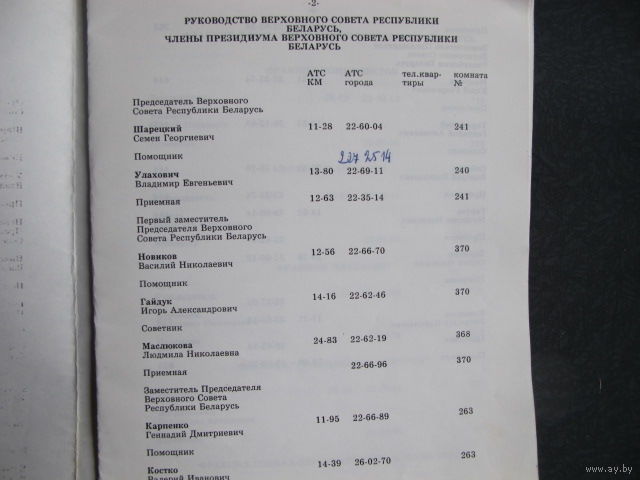 -2-
РУКОВОДСТВО ВЕРХОВНОГО СОВЕТА РЕСПУБЛИКИ
БЕЛАРУСЬ,
ЧЛЕНЫ ПРЕЗИДИУМА ВЕРХОВНОГО СОВЕТА РЕСПУБЛИКИ
БЕЛАРУСЬ
АТС АТС тел.квар- комната
КМ города тиры №
Председатель Верховного
Совета Республики Беларусь
Шарецкий 11-28 22-60-04 241
Семен Георгиевич
Помощник 227 25 14
Улахович 13-80 22-69-11 240
Владимир Евгеньевич
Приемная 12-63 22-35-14 241
Первый заместитель
Председателя Верховного
Совета Республики Беларусь
Новиков 12-56 22-66-70 370
Василий Николаевич
Помощник
Гайдук 14-16 22-62-46 370
Игорь Александрович
Советник
Маслюкова 24-83 22-62-19 368
Людмила Николаевна
Приемная 22-66-96 370
Заместитель Председателя
Верховного Совета
Республики Беларусь
Карпенко 11-95 22-66-89 263
Геннадий Дмитриевич
Помощник
Костко 14-39 26-02-70 263
Валерий Иванович
www.ay.by